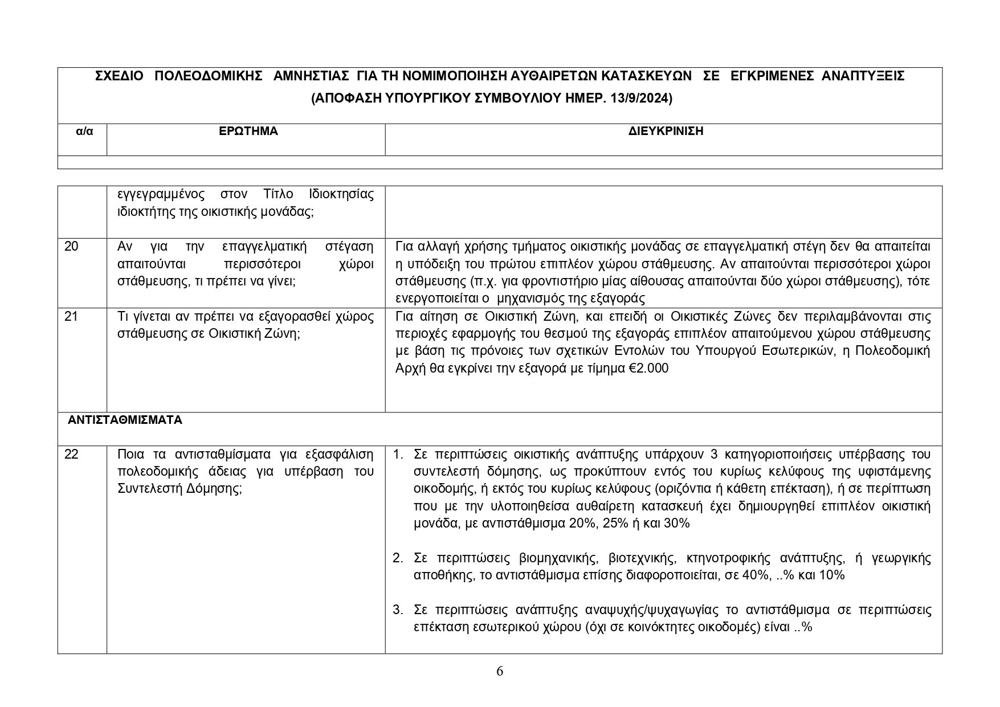 ΣΧΕΔΙΟ ΠΟΛΕΟΔΟΜΙΚΗΣ ΑΜΝΗΣΤΙΑΣ ΓΙΑ ΤΗ ΝΟΜΙΜΟΠΟΙΗΣΗ ΑΥΘΑΙΡΕΤΩΝ ΚΑΤΑΣΚΕΥΩΝ ΣΕ ΕΓΚΡΙΜΕΝΕΣ ΑΝΑΠΤΥΞΕΙΣ
(ΑΠΟΦΑΣΗ ΥΠΟΥΡΓΙΚΟΥ ΣΥΜΒΟΥΛΙΟΥ ΗΜΕΡ. 13/9/2024)
α/α ΕΡΩΤΗΜΑ ΔΙΕΥΚΡΙΝΙΣΗ
εγγεγραμμένος στον Τίτλο Ιδιοκτησίας
ιδιοκτήτης της οικιστικής μονάδας;
20
Αν για την επαγγελματική στέγαση
απαιτούνται περισσότεροι χώροι
στάθμευσης, τι πρέπει να γίνει;
Για αλλαγή χρήσης τμήματος οικιστικής μονάδας σε επαγγελματική στέγη δεν θα απαιτείται
η υπόδειξη του πρώτου επιπλέον χώρου στάθμευσης. Αν απαιτούνται περισσότεροι χώροι
στάθμευσης (π.χ. για φροντιστήριο μίας αίθουσας απαιτούνται δύο χώροι στάθμευσης), τότε
ενεργοποιείται ο μηχανισμός της εξαγοράς
21
Τι γίνεται αν πρέπει να εξαγορασθεί χώρος
στάθμευσης σε Οικιστική Ζώνη;
Για αίτηση σε Οικιστική Ζώνη, και επειδή οι Οικιστικές Ζώνες δεν περιλαμβάνονται στις
περιοχές εφαρμογής του θεσμού της εξαγοράς επιπλέον απαιτούμενου χώρου στάθμευσης
με βάση τις πρόνοιες των σχετικών Εντολών του Υπουργού Εσωτερικών, η Πολεοδομική
Αρχή θα εγκρίνει την εξαγορά με τίμημα €2.000
ΑΝΤΙΣΤΑΘΜΙΣΜΑΤΑ
22
Ποια τα αντισταθμίσματα για εξασφάλιση
πολεοδομικής άδειας για υπέρβαση του
Συντελεστή Δόμησης;
1. Σε περιπτώσεις οικιστικής ανάπτυξης υπάρχουν 3 κατηγοριοποιήσεις υπέρβασης του
συντελεστή δόμησης, ως προκύπτουν εντός του κυρίως κελύφους της υφιστάμενης
οικοδομής, ή εκτός του κυρίως κελύφους (οριζόντια ή κάθετη επέκταση), ή σε περίπτωση
που με την υλοποιηθείσα αυθαίρετη κατασκευή έχει δημιουργηθεί επιπλέον οικιστική
μονάδα, με αντιστάθμισμα 20%, 25% ή και 30%
2. Σε περιπτώσεις βιομηχανικής, βιοτεχνικής, κτηνοτροφικής ανάπτυξης, ή γεωργικής
αποθήκης, το αντιστάθμισμα επίσης διαφοροποιείται, σε 40%, ..% και 10%
3. Σε περιπτώσεις ανάπτυξης αναψυχής/ψυχαγωγίας το αντιστάθμισμα σε περιπτώσεις
επέκταση εσωτερικού χώρου (όχι σε κοινόκτητες οικοδομές) είναι ..%
6